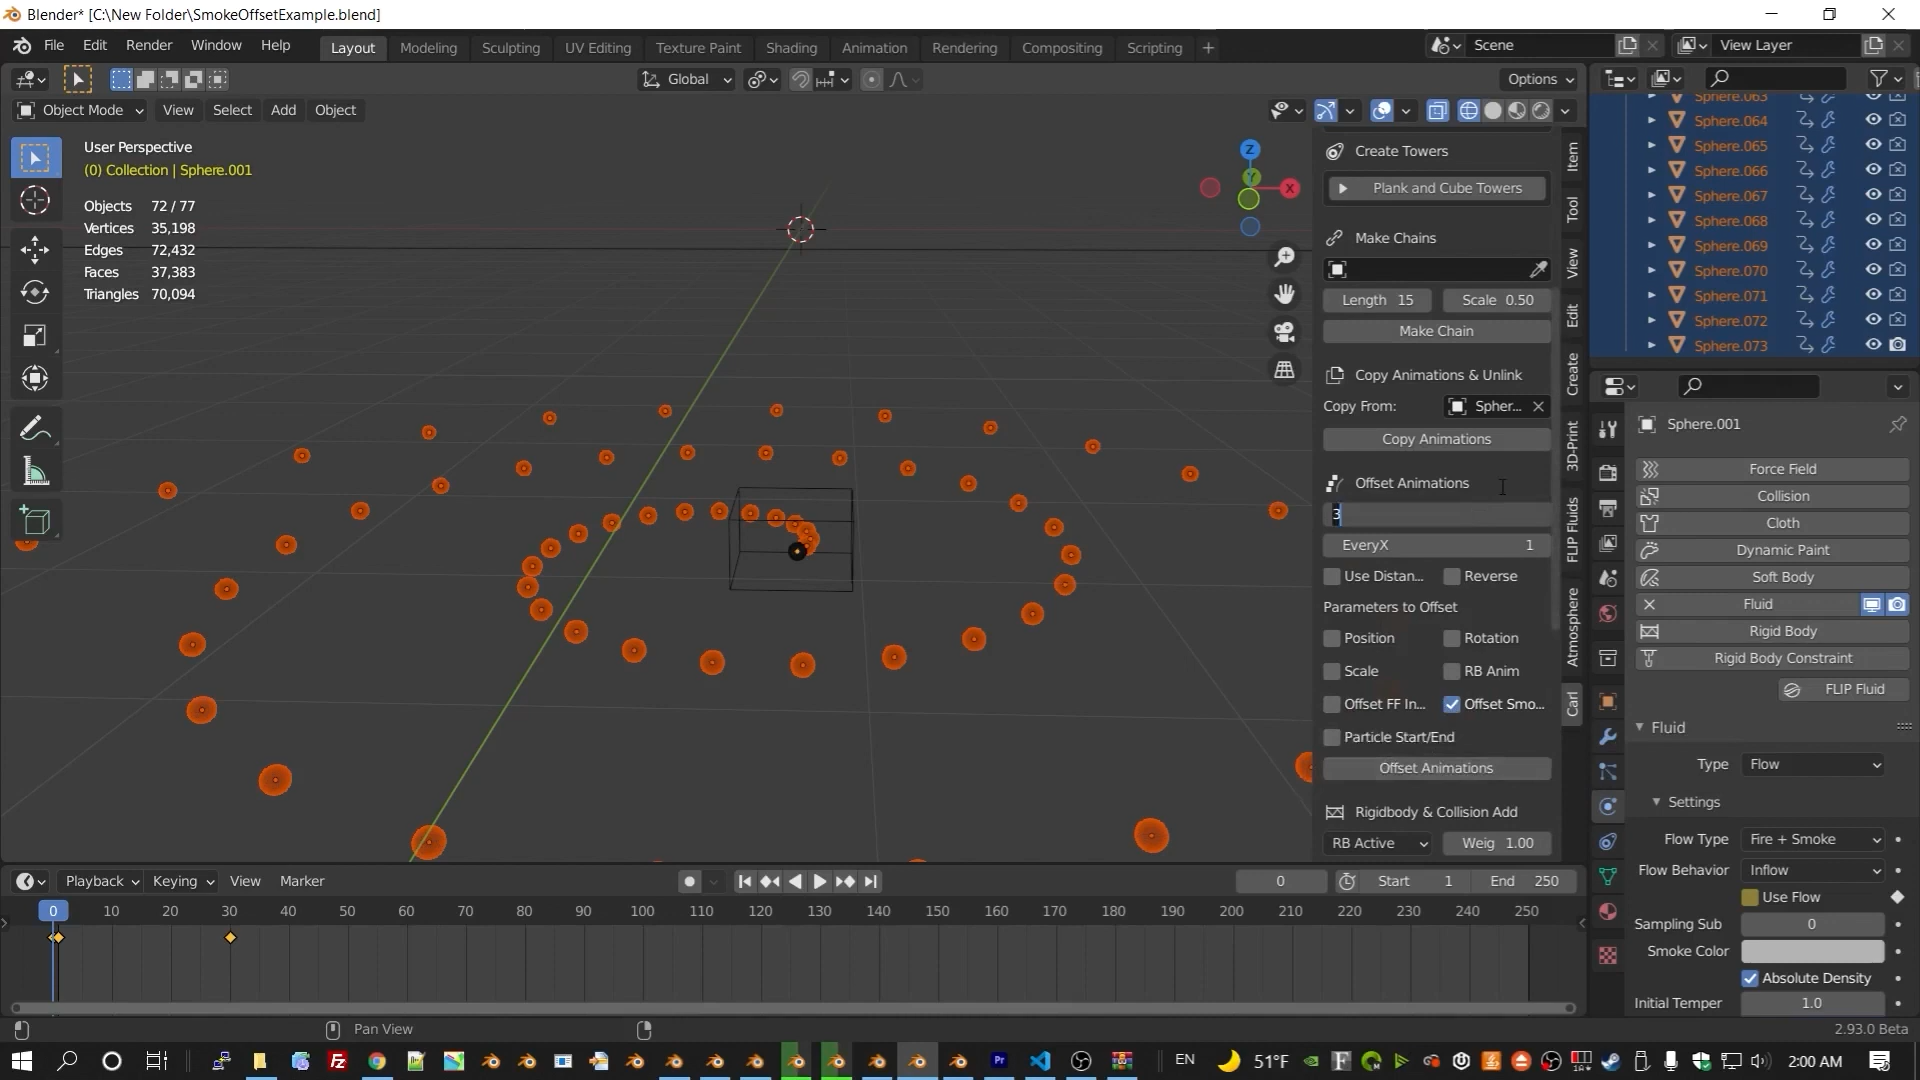 Blender* [C:\New Folder\SmokeOffsetExample.blend]
File Edit Render Window Help
Layout Modeling Sculpting UV Editing Texture Paint Shading Animation Rendering Compositing Scripting +
Scene
View Layer
Global
Options
Object Mode View Select Add Object
User Perspective
(0) Collection | Sphere.001
Objects 72 / 77
Vertices 35,198
Edges 72,432
Faces 37,383
Triangles 70,094
Z
Y
X
Create Towers
Plank and Cube Towers
Make Chains
Length 15
Scale 0.50
Make Chain
Copy Animations & Unlink
Copy From: Spher...
Copy Animations
Offset Animations
3
EveryX 1
Use Distan...
Reverse
Parameters to Offset
Position
Rotation
Scale
RB Anim
Offset FF In...
Offset Smo...
Particle Start/End
Offset Animations
Rigidbody & Collision Add
RB Active
Weig 1.00
Item
Tool
View
Edit
Create
3D-Print
FLIP Fluids
Atmosphere
Carl
Sphere.063
Sphere.064
Sphere.065
Sphere.066
Sphere.067
Sphere.068
Sphere.069
Sphere.070
Sphere.071
Sphere.072
Sphere.073
Sphere.001
Force Field
Collision
Cloth
Dynamic Paint
Soft Body
Fluid
Rigid Body
Rigid Body Constraint
FLIP Fluid
Fluid
Type Flow
Settings
Flow Type Fire + Smoke
Flow Behavior Inflow
Use Flow
Sampling Sub 0
Smoke Color
Absolute Density
Initial Temper 1.0
Playback Keying View Marker
0
Start 1
End 250
0 10 20 30 40 50 60 70 80 90 100 110 120 130 140 150 160 170 180 190 200 210 220 230 240 250
Pan View
2.93.0 Beta
EN
51°F
2:00 AM